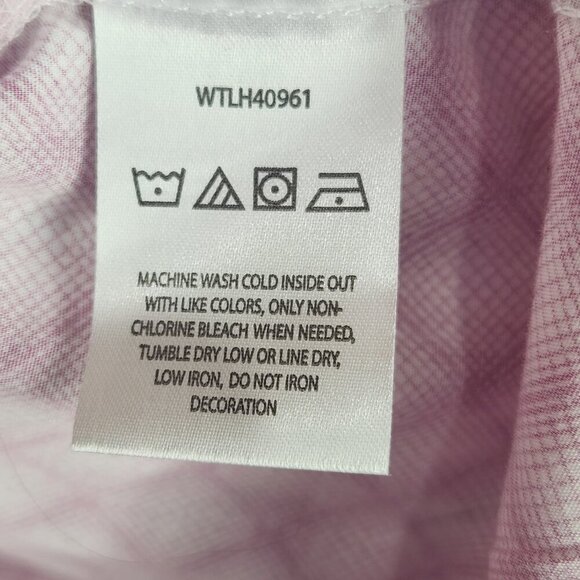 WTLH40961
MACHINE WASH COLD INSIDE OUT
WITH LIKE COLORS, ONLY NON-
CHLORINE BLEACH WHEN NEEDED,
TUMBLE DRY LOW OR LINE DRY,
LOW IRON, DO NOT IRON
DECORATION